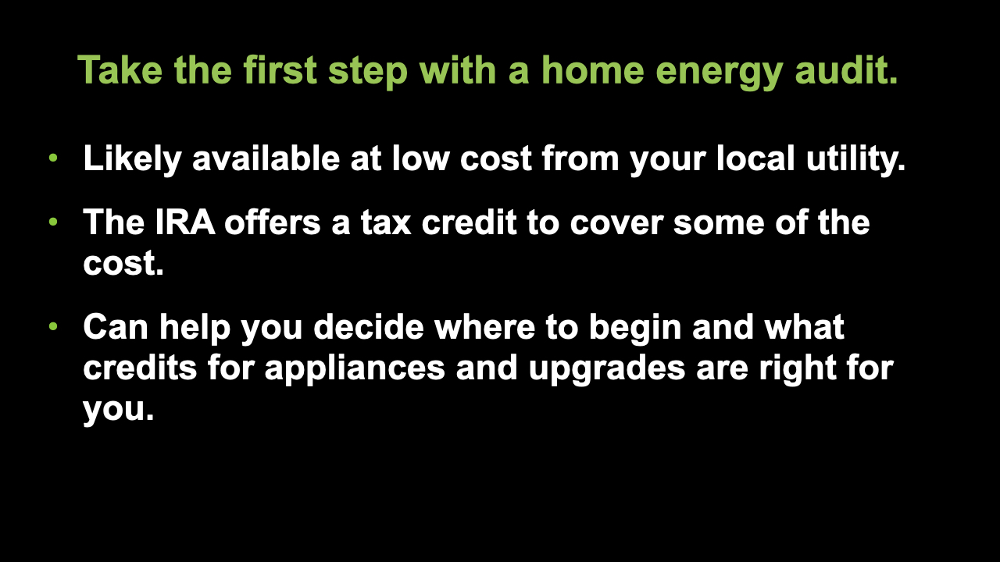 Take the first step with a home energy audit.
• Likely available at low cost from your local utility.
• The IRA offers a tax credit to cover some of the
cost.
• Can help you decide where to begin and what
credits for appliances and upgrades are right for
you.